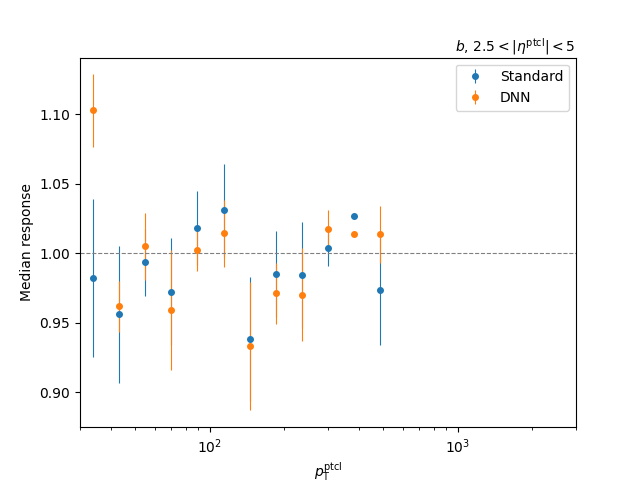 b, 2.5 < |η^ptcl| < 5
Standard
DNN
1.10
1.05
1.00
0.95
0.90
Median response
10^2
10^3
p_T^ptcl